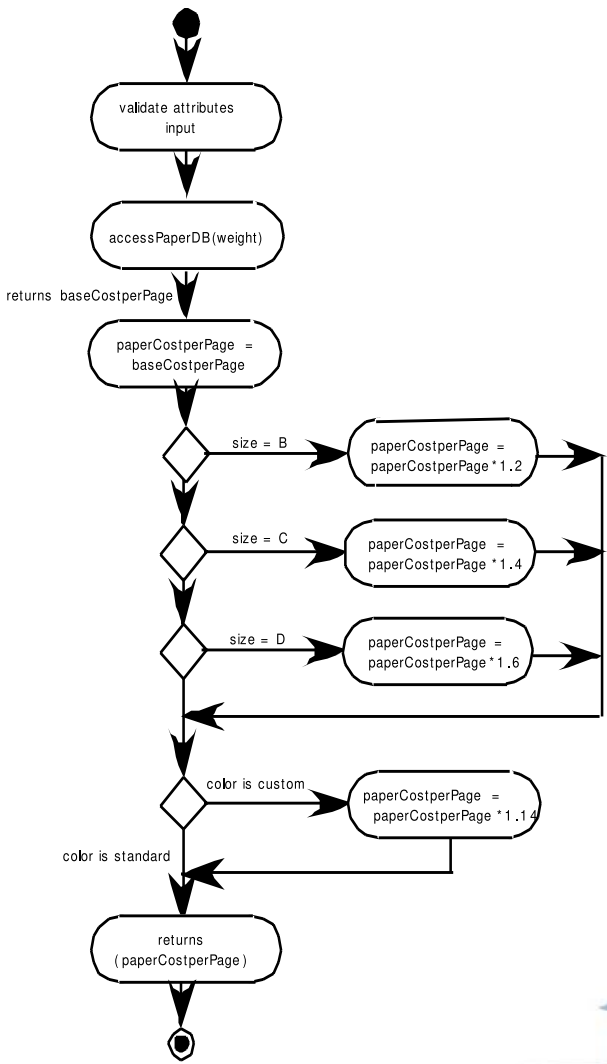 validate attributes
input
accessPaperDB(weight)
returns baseCostperPage
paperCostperPage =
baseCostperPage
size = B
paperCostperPage =
paperCostperPage *1.2
size = C
paperCostperPage =
paperCostperPage *1.4
size = D
paperCostperPage =
paperCostperPage *1.6
color is custom
paperCostperPage =
paperCostperPage *1.14
color is standard
returns
(paperCostperPage)